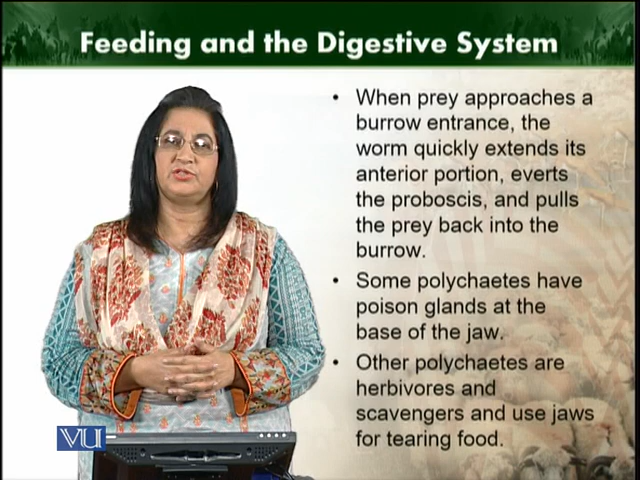 Feeding and the Digestive System
• When prey approaches a
burrow entrance, the
worm quickly extends its
anterior portion, everts
the proboscis, and pulls
the prey back into the
burrow.
• Some polychaetes have
poison glands at the
base of the jaw.
• Other polychaetes are
herbivores and
scavengers and use jaws
for tearing food.
VU